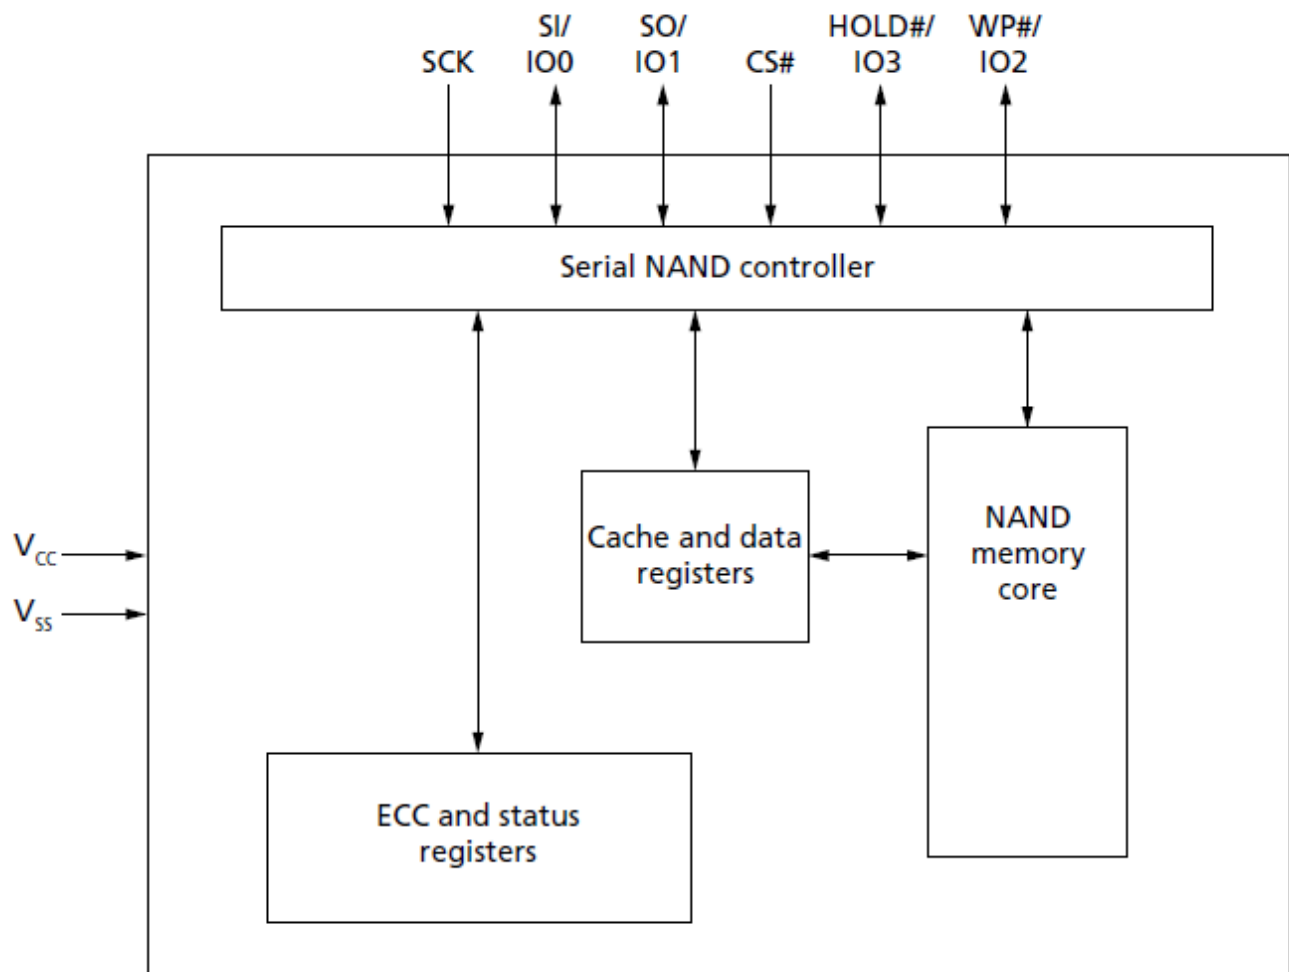 SI/
SO/
HOLD#/
WP#/
SCK
IO0
IO1
CS#
IO3
IO2
Serial NAND controller
Cache and data
registers
NAND
memory
core
VCC
VSS
ECC and status
registers